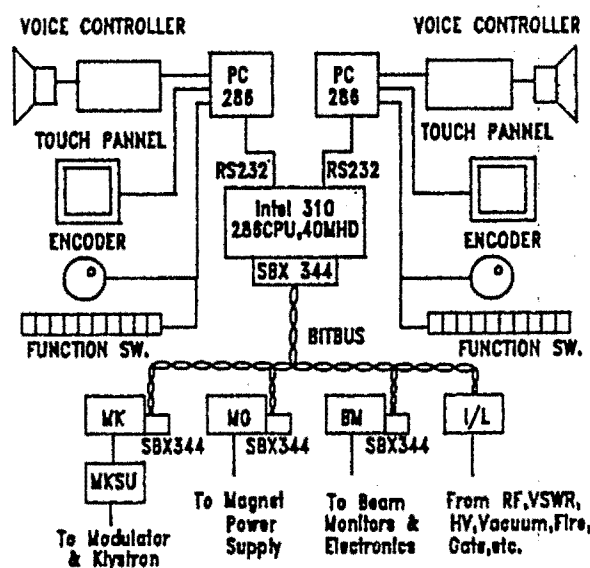 VOICE CONTROLLER
VOICE CONTROLLER
PC
286
PC
286
TOUCH PANNEL
TOUCH PANNEL
RS232
RS232
Intel 310
286CPU,40MHD
SBX 344
ENCODER
ENCODER
BITBUS
FUNCTION SW.
FUNCTION SW.
MK
SBX344
MG
SBX344
BM
SBX344
I/L
MKSU
To Modulator
& Klystron
To Magnet
Power
Supply
To Beam
Monitors &
Electronics
From RF,VSWR,
HV,Vacuum,Fire,
Gate,etc.